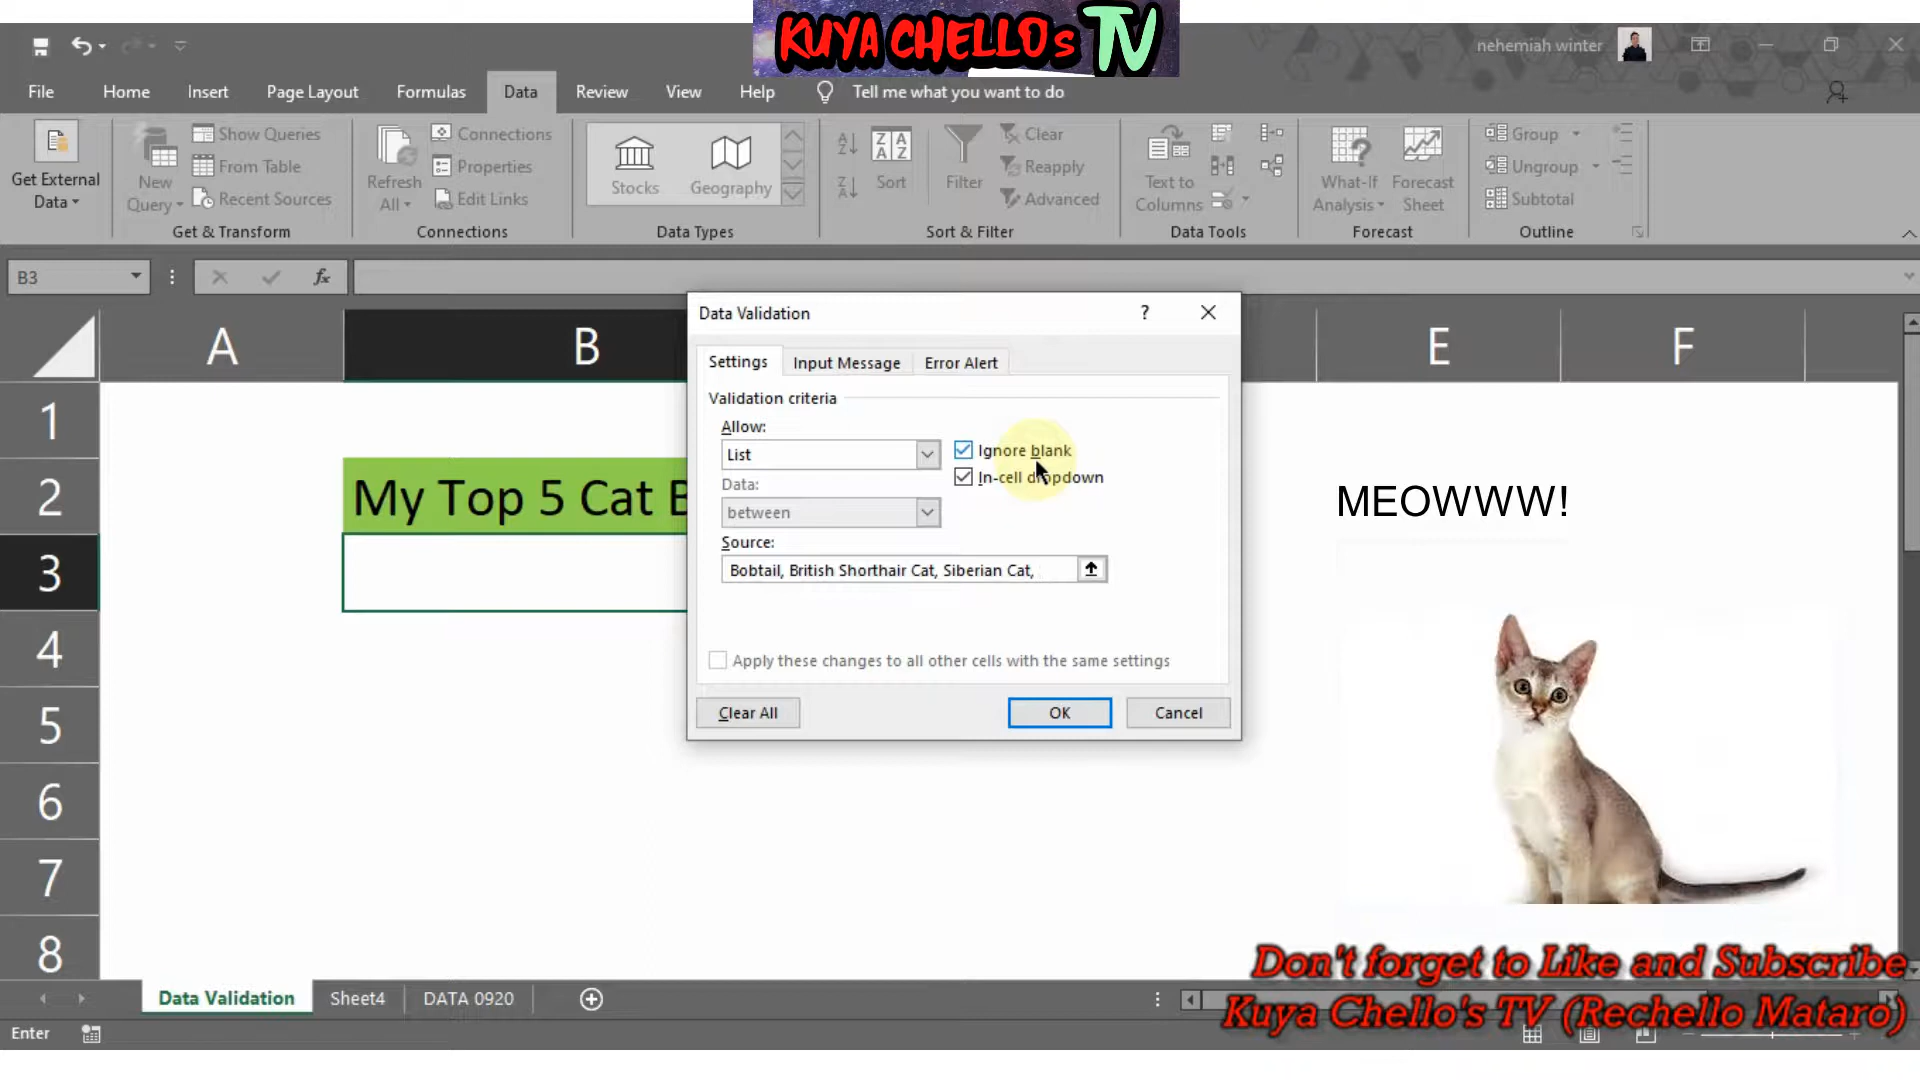 KUYA CHELLO's TV
nehemiah winter
File Home Insert Page Layout Formulas Data Review View Help Tell me what you want to do
Get External Data
New Query
Show Queries
From Table
Recent Sources
Get & Transform
Refresh All
Connections
Properties
Edit Links
Connections
Stocks
Geography
Data Types
Sort
Filter
Clear
Reapply
Advanced
Sort & Filter
Text to Columns
Data Tools
What-If Analysis
Forecast Sheet
Forecast
Group
Ungroup
Subtotal
Outline
B3
fx
A B E F
1
2
3
4
5
6
7
8
My Top 5 Cat B
MEOWWW!
Data Validation
?
Settings Input Message Error Alert
Validation criteria
Allow:
List
Ignore blank
In-cell dropdown
Data:
between
Source:
Bobtail, British Shorthair Cat, Siberian Cat,
Apply these changes to all other cells with the same settings
Clear All OK Cancel
Don't forget to Like and Subscribe
Kuya Chello's TV (Rechello Mataro)
Data Validation Sheet4 DATA 0920
Enter